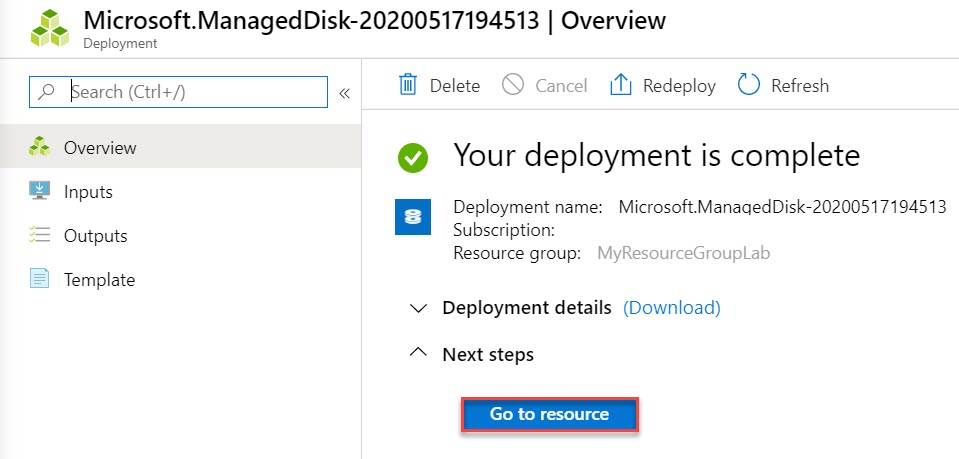 Microsoft.ManagedDisk-20200517194513 | Overview
Deployment
Search (Ctrl+/)
«
Delete
Cancel
Redeploy
Refresh
Overview
Inputs
Outputs
Template
Your deployment is complete
Deployment name: Microsoft.ManagedDisk-20200517194513
Subscription:
Resource group: MyResourceGroupLab
Deployment details (Download)
Next steps
Go to resource